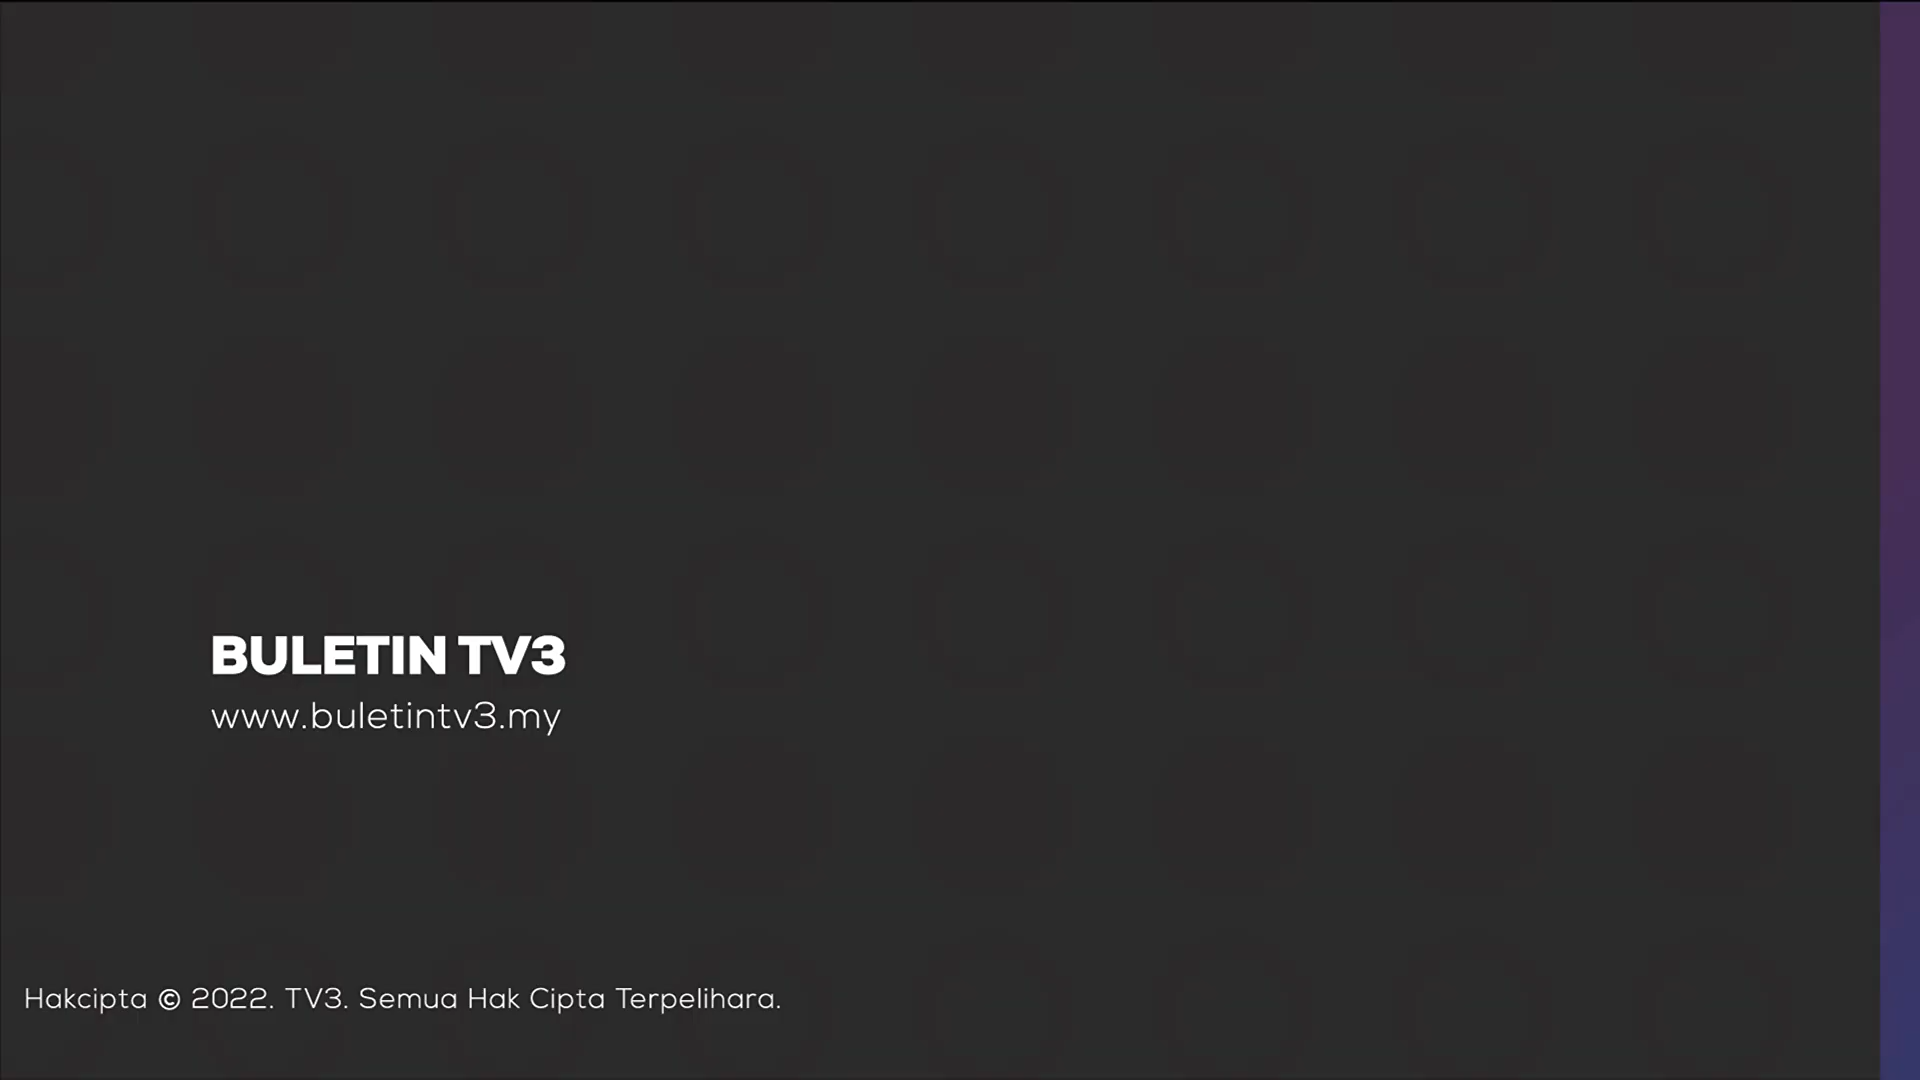 BULETIN TV3
www.buletintv3.my
Hakcipta © 2022. TV3. Semua Hak Cipta Terpelihara.